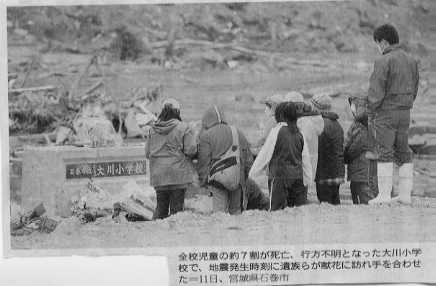 大川小学校
全校児童の約7割が死亡、行方不明となった大川小学
校で、地震発生時刻に遺族らが献花に訪れ手を合わせ
た=11日、宮城県石巻市